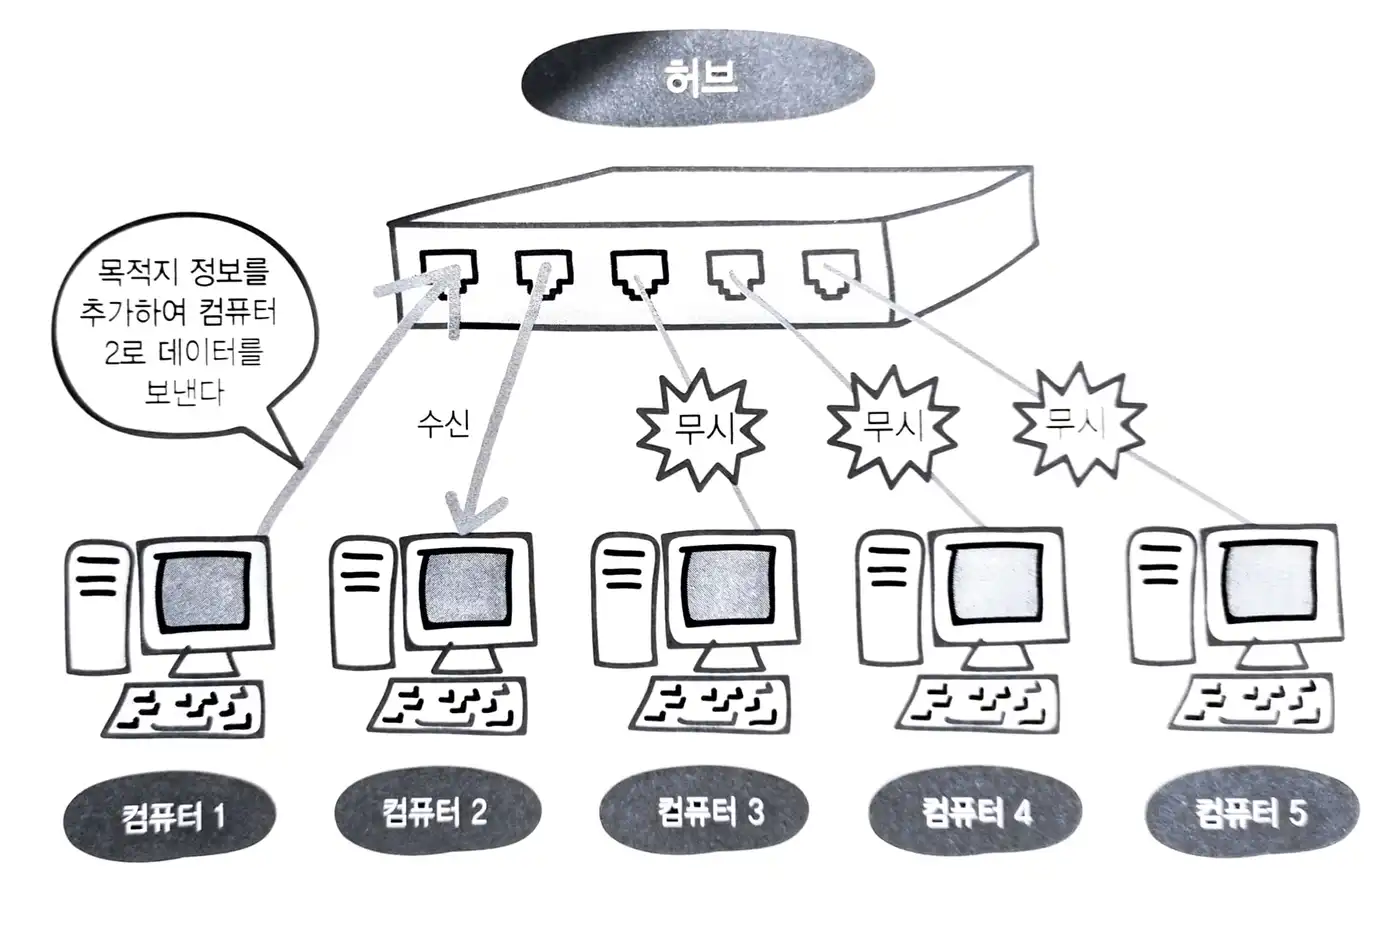 허브
목적지 정보를
추가하여 컴퓨터
2로 데이터를
보낸다
수신
무시
무시
무시
컴퓨터 1
컴퓨터 2
컴퓨터 3
컴퓨터 4
컴퓨터 5